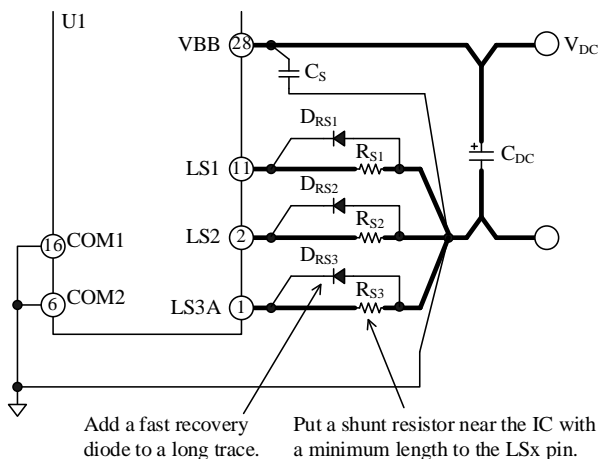 U1
VBB 28
V_DC
C_S
D_RS1
C_DC
R_S1
LS1 11
D_RS2
R_S2
LS2 2
16 COM1
D_RS3
R_S3
6 COM2
LS3A 1
Add a fast recovery
diode to a long trace.
Put a shunt resistor near the IC with
a minimum length to the LSx pin.